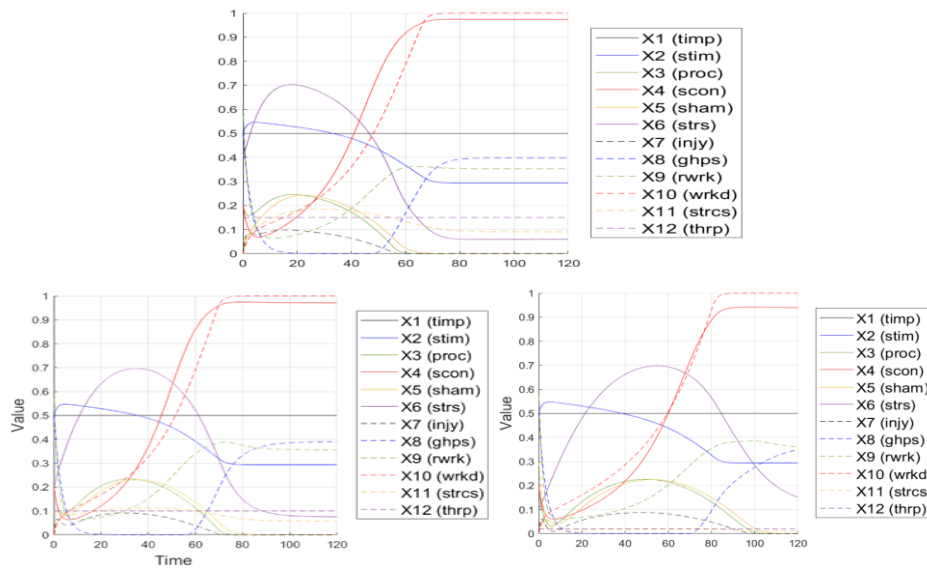 1
0.9
0.8
0.7
0.6
0.5
0.4
0.3
0.2
0.1
0
0 20 40 60 80 100 120
X1 (timp)
X2 (stim)
X3 (proc)
X4 (scon)
X5 (sham)
X6 (strs)
X7 (injy)
X8 (ghps)
X9 (rwrk)
X10 (wrkd)
X11 (strcs)
X12 (thrp)
Value
1
0.9
0.8
0.7
0.6
0.5
0.4
0.3
0.2
0.1
0
0 20 40 60 80 100 120
Time
X1 (timp)
X2 (stim)
X3 (proc)
X4 (scon)
X5 (sham)
X6 (strs)
X7 (injy)
X8 (ghps)
X9 (rwrk)
X10 (wrkd)
X11 (strcs)
X12 (thrp)
Value
1
0.9
0.8
0.7
0.6
0.5
0.4
0.3
0.2
0.1
0
0 20 40 60 80 100 120
X1 (timp)
X2 (stim)
X3 (proc)
X4 (scon)
X5 (sham)
X6 (strs)
X7 (injy)
X8 (ghps)
X9 (rwrk)
X10 (wrkd)
X11 (strcs)
X12 (thrp)